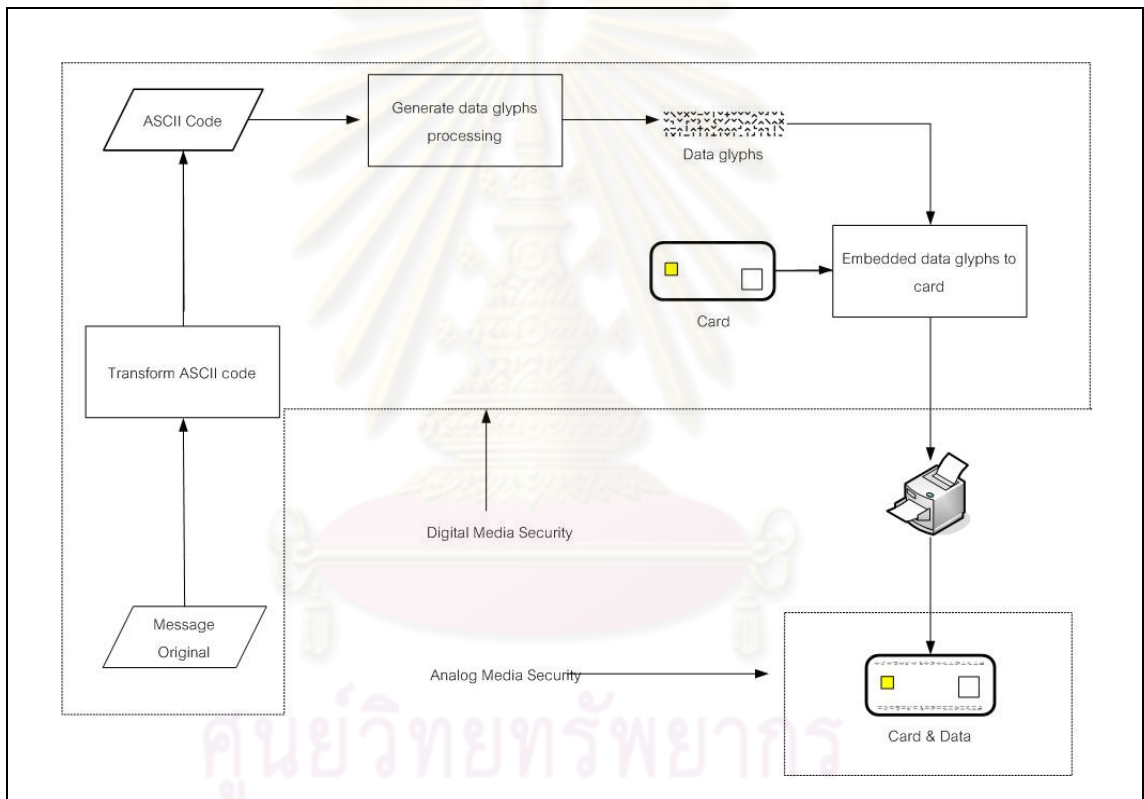 ASCII Code
Generate data glyphs
processing
Data glyphs
Embedded data glyphs to
card
Card
Transform ASCII code
Digital Media Security
Message
Original
Analog Media Security
Card & Data
ศูนย์วิทยทรัพยากร